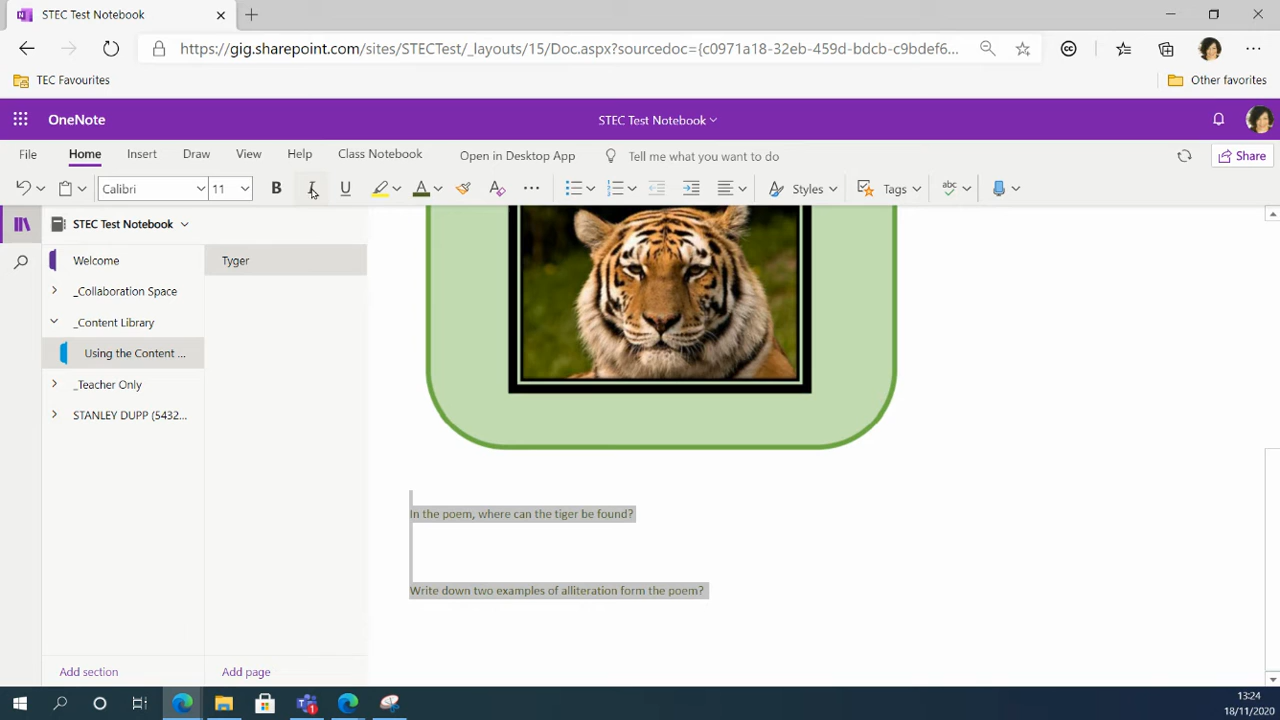 STEC Test Notebook
https://gig.sharepoint.com/sites/STECTest/_layouts/15/Doc.aspx?sourcedoc={c0971a18-32eb-459d-bdcb-c9bdef6...
TEC Favourites
Other favorites
OneNote
STEC Test Notebook
File Home Insert Draw View Help Class Notebook Open in Desktop App Tell me what you want to do Share
Calibri 11 B I U A Styles Tags abc
STEC Test Notebook
Welcome
Tyger
_Collaboration Space
_Content Library
Using the Content ...
_Teacher Only
STANLEY DUPP (5432...
In the poem, where can the tiger be found?
Write down two examples of alliteration form the poem?
Add section
Add page
13:24
18/11/2020